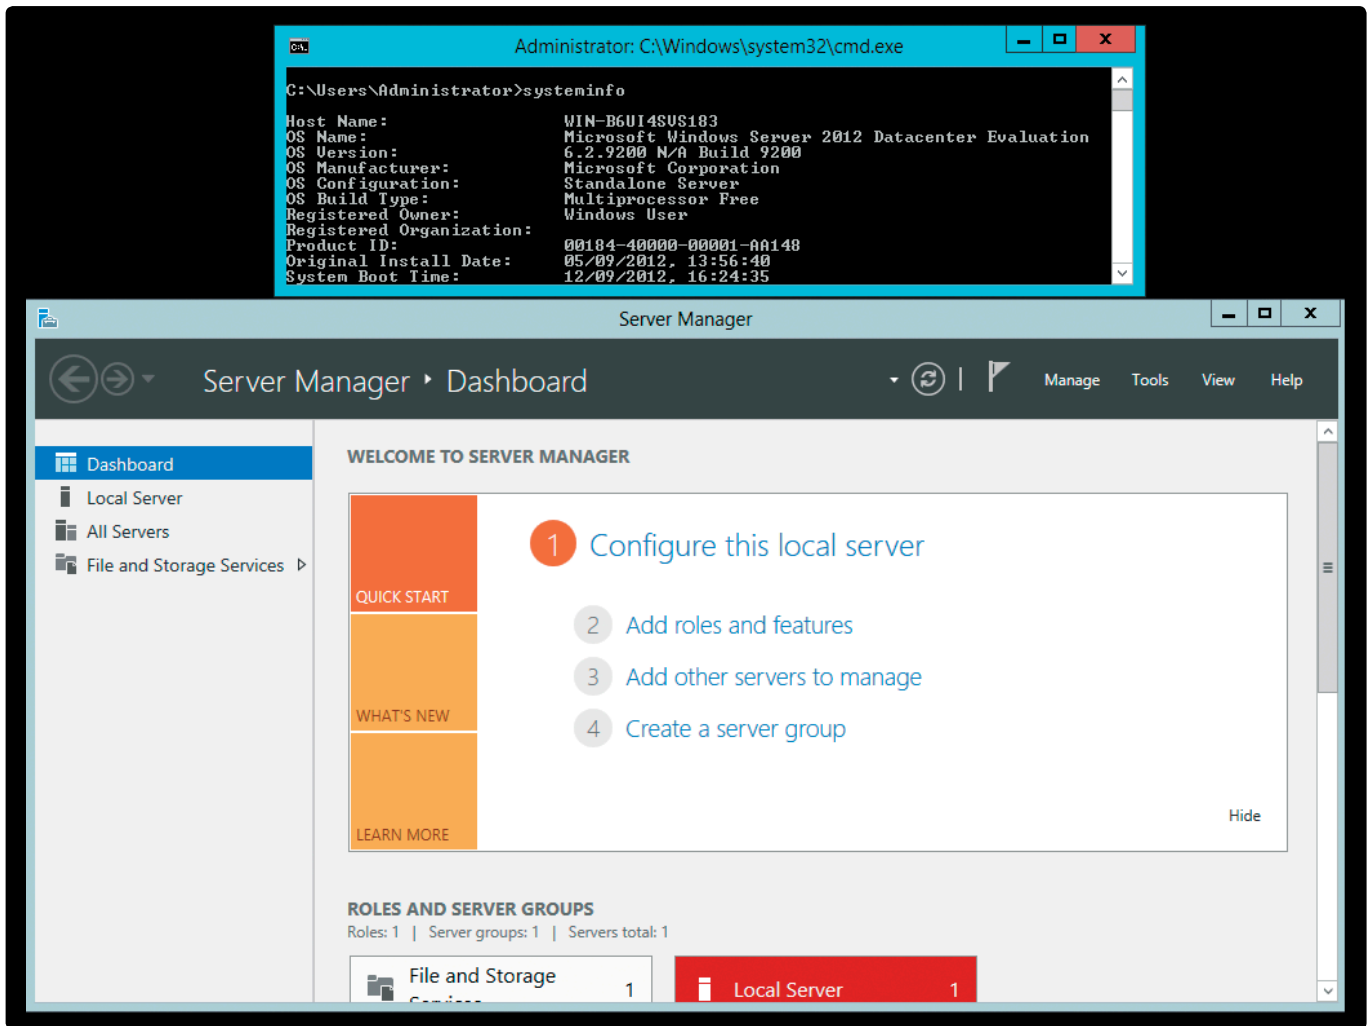 C:\.
Administrator: C:\Windows\system32\cmd.exe
C:\Users\Administrator>systeminfo
Host Name: WIN-B6UI4SVS183
OS Name: Microsoft Windows Server 2012 Datacenter Evaluation
OS Version: 6.2.9200 N/A Build 9200
OS Manufacturer: Microsoft Corporation
OS Configuration: Standalone Server
OS Build Type: Multiprocessor Free
Registered Owner: Windows User
Registered Organization:
Product ID: 00184-40000-00001-AA148
Original Install Date: 05/09/2012, 13:56:40
System Boot Time: 12/09/2012, 16:24:35
Server Manager
Server Manager ‣ Dashboard
Manage Tools View Help
Dashboard
Local Server
All Servers
File and Storage Services
WELCOME TO SERVER MANAGER
QUICK START
WHAT'S NEW
LEARN MORE
1 Configure this local server
2 Add roles and features
3 Add other servers to manage
4 Create a server group
Hide
ROLES AND SERVER GROUPS
Roles: 1 | Server groups: 1 | Servers total: 1
File and Storage
Services 1
Local Server 1